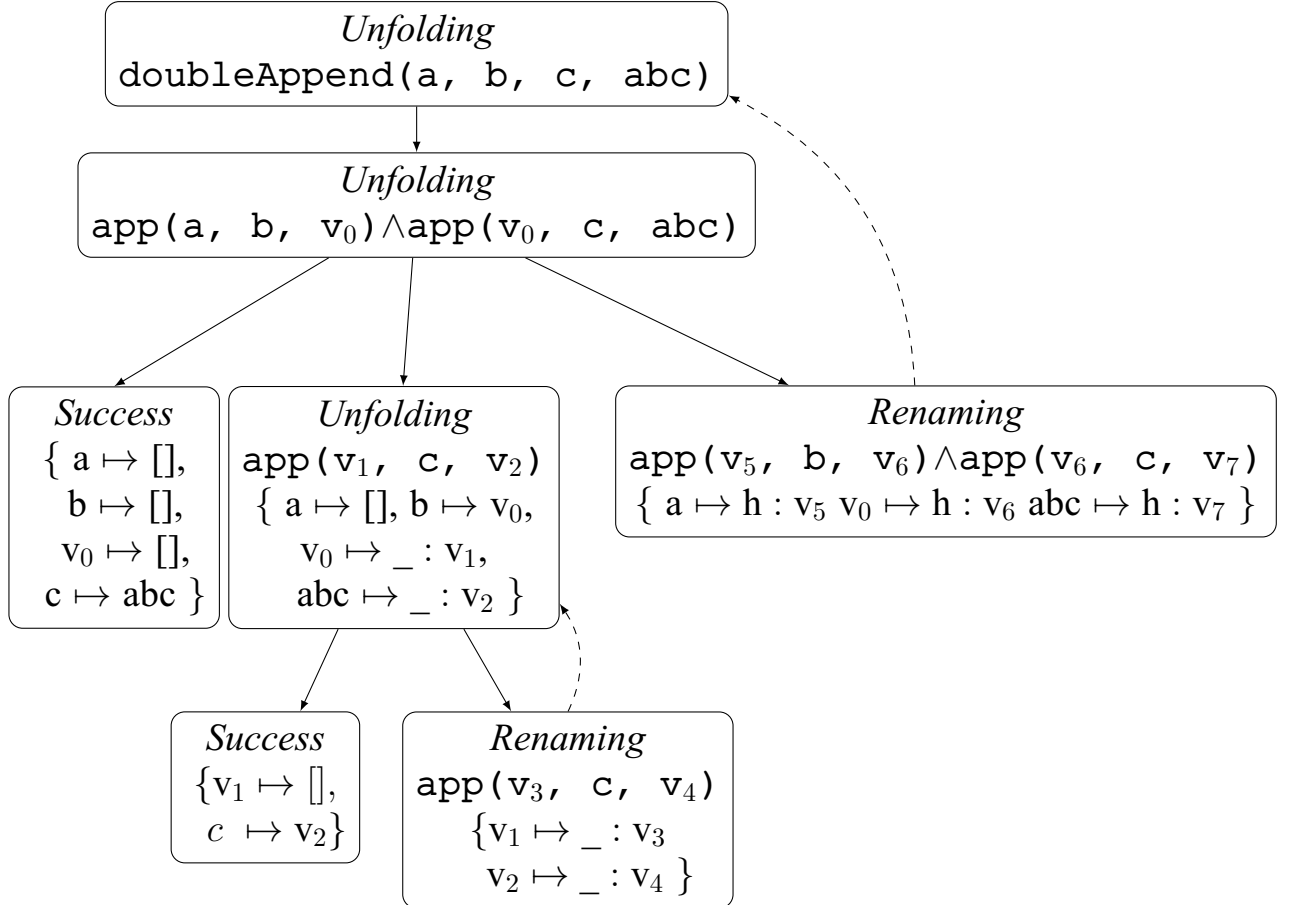 Unfolding
doubleAppend(a, b, c, abc)
Unfolding
app(a, b, v₀)∧app(v₀, c, abc)
Success
{ a ↦ [],
b ↦ [],
v₀ ↦ [],
c ↦ abc }
Unfolding
app(v₁, c, v₂)
{ a ↦ [], b ↦ v₀,
v₀ ↦ _ : v₁,
abc ↦ _ : v₂ }
Renaming
app(v₅, b, v₆)∧app(v₆, c, v₇)
{ a ↦ h : v₅ v₀ ↦ h : v₆ abc ↦ h : v₇ }
Success
{v₁ ↦ [],
c ↦ v₂}
Renaming
app(v₃, c, v₄)
{v₁ ↦ _ : v₃
v₂ ↦ _ : v₄ }